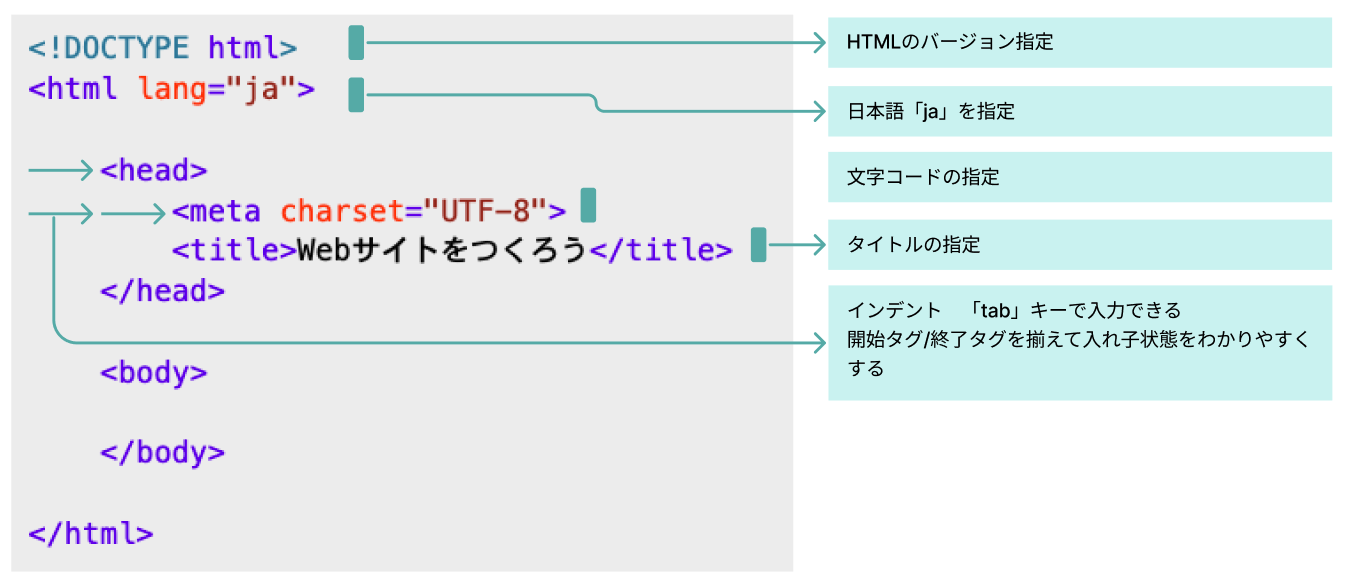 <!DOCTYPE html>
<html lang="ja">
<head>
<meta charset="UTF-8">
<title>Webサイトをつくろう</title>
</head>
<body>
</body>
</html>
HTMLのバージョン指定
日本語「ja」を指定
文字コードの指定
タイトルの指定
インデント　「tab」キーで入力できる
開始タグ/終了タグを揃えて入れ子状態をわかりやすく
する